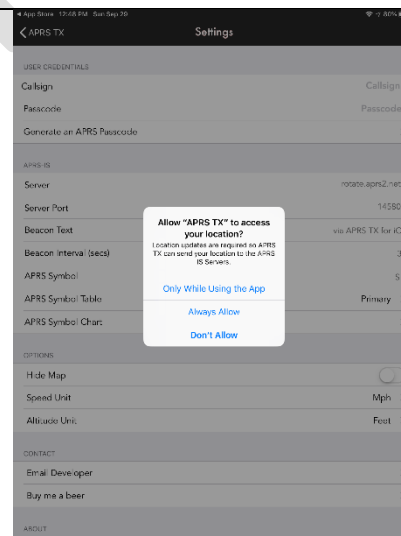 App Store 12:48 PM Sun Sep 29 80%
APRS TX Settings
USER CREDENTIALS
Callsign Callsign
Passcode Passcode
Generate an APRS Passcode
APRS-IS
Server rotate.aprs2.net
Server Port 14580
Beacon Text via APRS TX for iO
Beacon Interval (secs) 3
APRS Symbol S
APRS Symbol Table Primary
APRS Symbol Chart
Allow “APRS TX” to access
your location?
Location updates are required so APRS
TX can send your location to the APRS
IS Servers.
Only While Using the App
Always Allow
Don't Allow
OPTIONS
Hide Map
Speed Unit Mph
Altitude Unit Feet
CONTACT
Email Developer
Buy me a beer
ABOUT